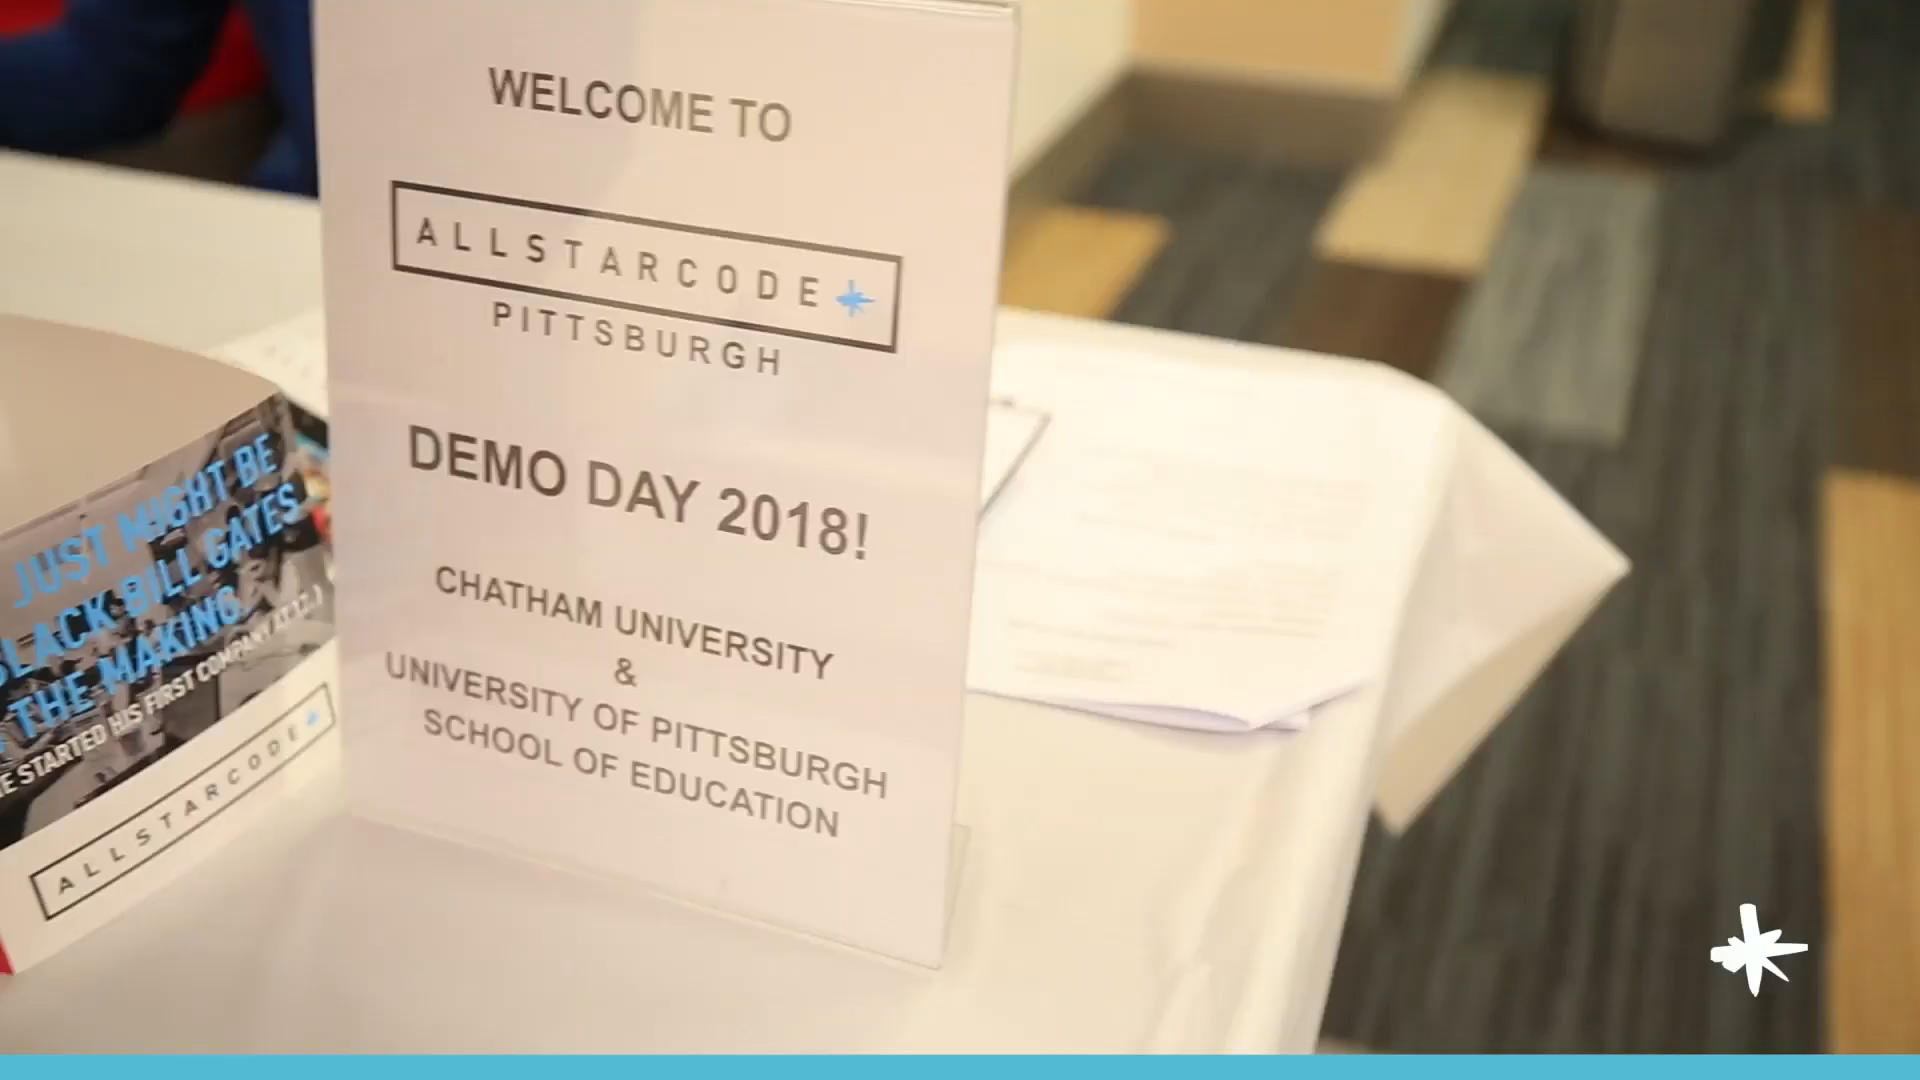 WELCOME TO
ALLSTARCODE
PITTSBURGH
DEMO DAY 2018!
CHATHAM UNIVERSITY
&
UNIVERSITY OF PITTSBURGH
SCHOOL OF EDUCATION
JUST MIGHT BE
BLACK BILL GATES
THE MAKING.
STARTED HIS FIRST COMPANY AT
ALLSTARCODE